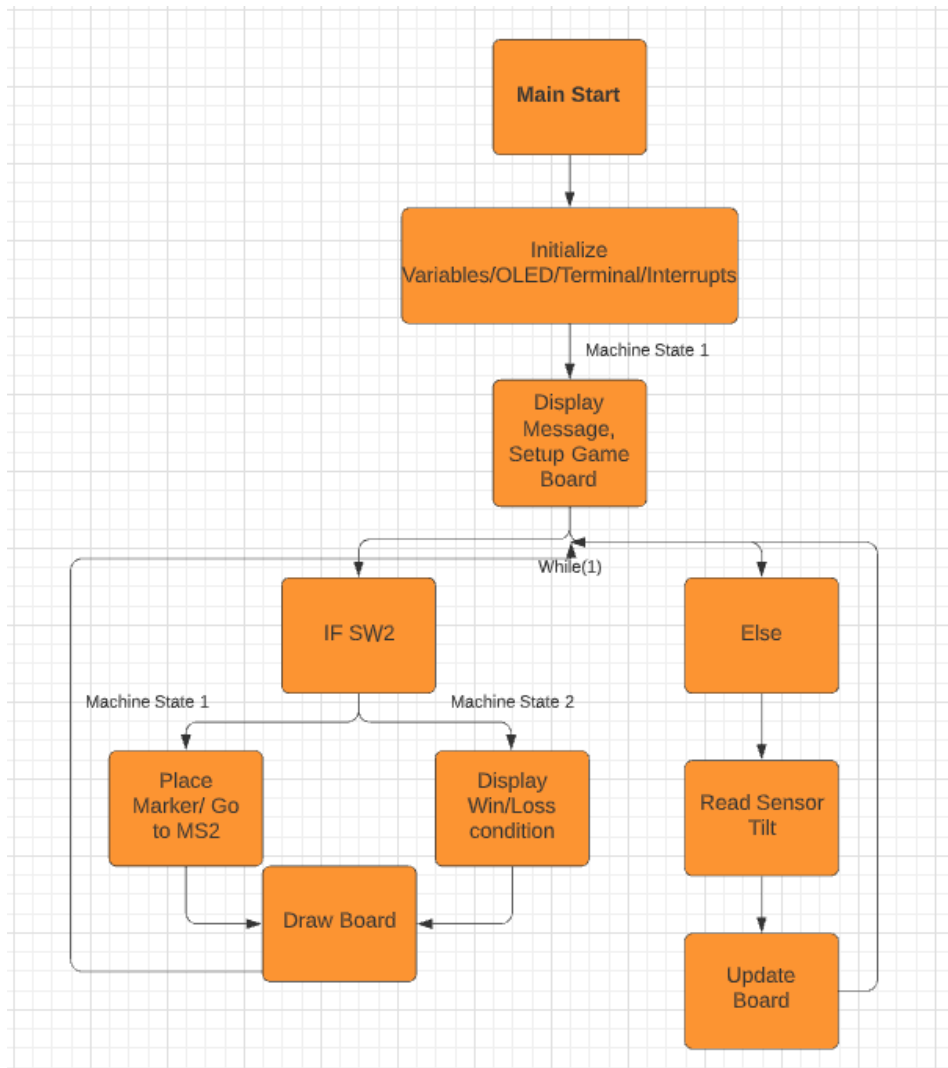 Main Start
Initialize
Variables/OLED/Terminal/Interrupts
Machine State 1
Display
Message,
Setup Game
Board
While(1)
IF SW2
Else
Machine State 1
Machine State 2
Place
Marker/ Go
to MS2
Display
Win/Loss
condition
Read Sensor
Tilt
Draw Board
Update
Board